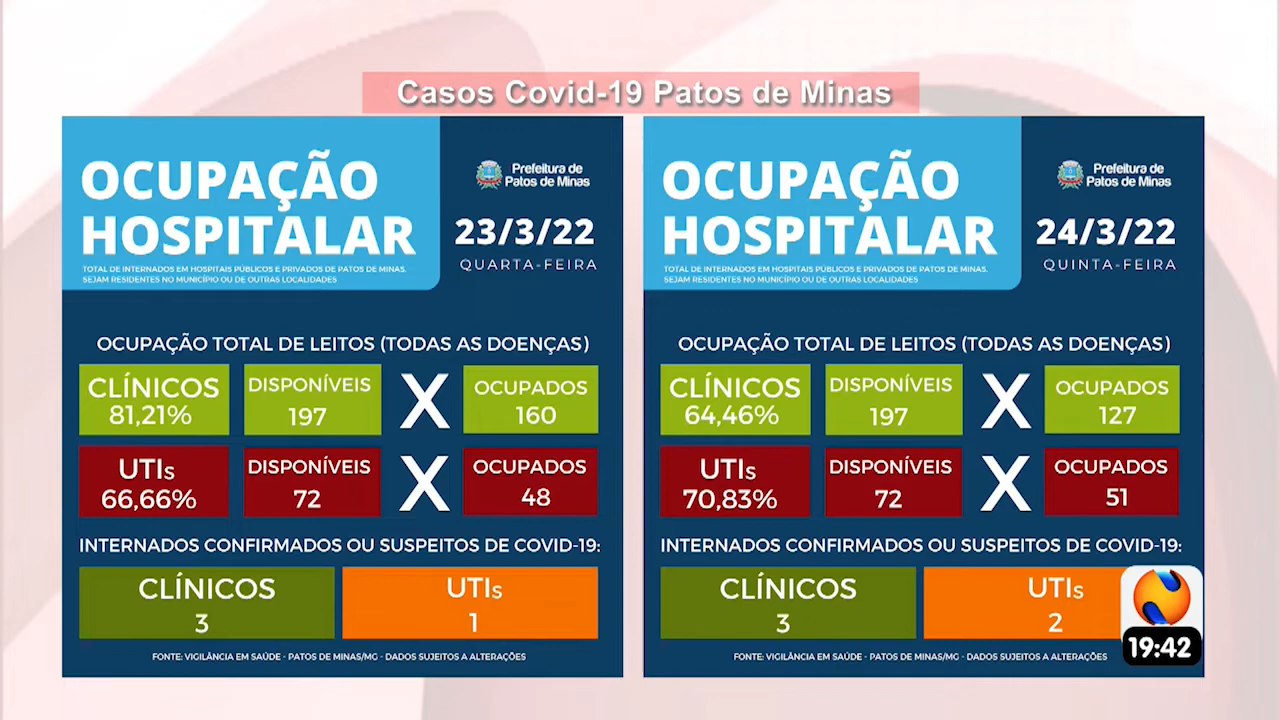 Casos Covid-19 Patos de Minas
OCUPAÇÃO
HOSPITALAR
TOTAL DE INTERNADOS EM HOSPITAIS PÚBLICOS E PRIVADOS DE PATOS DE MINAS.
SEJAM RESIDENTES NO MUNICÍPIO OU DE OUTRAS LOCALIDADES
Prefeitura de
Patos de Minas
23/3/22
QUARTA-FEIRA
OCUPAÇÃO TOTAL DE LEITOS (TODAS AS DOENÇAS)
CLÍNICOS
81,21%
DISPONÍVEIS
197
X
OCUPADOS
160
UTIs
66,66%
DISPONÍVEIS
72
X
OCUPADOS
48
INTERNADOS CONFIRMADOS OU SUSPEITOS DE COVID-19:
CLÍNICOS
3
UTIs
1
FONTE: VIGILÂNCIA EM SAÚDE - PATOS DE MINAS/MG - DADOS SUJEITOS A ALTERAÇÕES
OCUPAÇÃO
HOSPITALAR
TOTAL DE INTERNADOS EM HOSPITAIS PÚBLICOS E PRIVADOS DE PATOS DE MINAS.
SEJAM RESIDENTES NO MUNICÍPIO OU DE OUTRAS LOCALIDADES
Prefeitura de
Patos de Minas
24/3/22
QUINTA-FEIRA
OCUPAÇÃO TOTAL DE LEITOS (TODAS AS DOENÇAS)
CLÍNICOS
64,46%
DISPONÍVEIS
197
X
OCUPADOS
127
UTIs
70,83%
DISPONÍVEIS
72
X
OCUPADOS
51
INTERNADOS CONFIRMADOS OU SUSPEITOS DE COVID-19:
CLÍNICOS
3
UTIs
2
FONTE: VIGILÂNCIA EM SAÚDE - PATOS DE MINAS/MG - DADOS SUJEITOS A ALTERAÇÕES
19:42